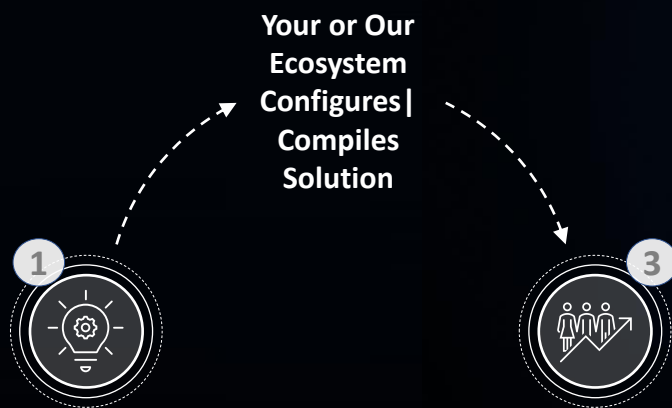 Your or Our
Ecosystem
Configures|
Compiles
Solution
1
3